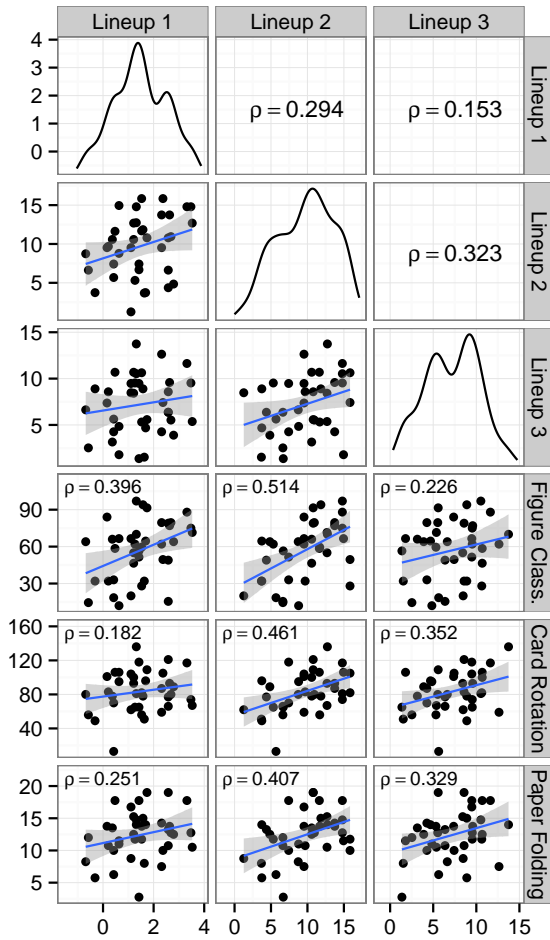 Lineup 1 Lineup 2 Lineup 3
4
3
2
1
0
ρ = 0.294
ρ = 0.153
Lineup 1
15
10
5
ρ = 0.323
Lineup 2
15
10
5
Lineup 3
90
60
30
ρ = 0.396
ρ = 0.514
ρ = 0.226
Figure Class.
160
120
80
40
ρ = 0.182
ρ = 0.461
ρ = 0.352
Card Rotation
20
15
10
5
ρ = 0.251
ρ = 0.407
ρ = 0.329
Paper Folding
0 2 4 0 5 10 15 0 5 10 15